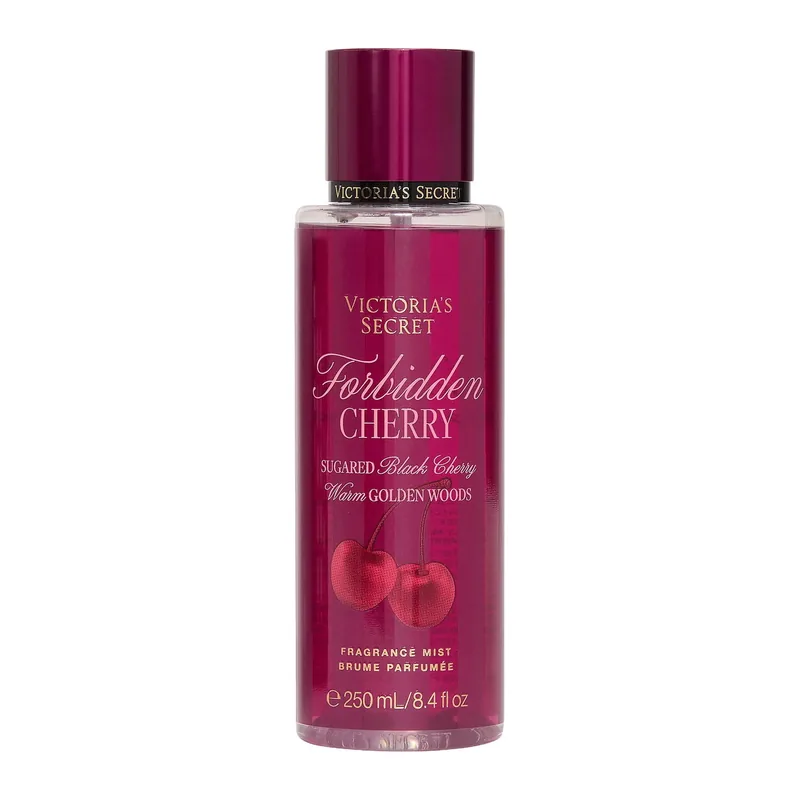 VICTORIA'S SECRET
VICTORIA'S
SECRET
Forbidden
CHERRY
SUGARED Black Cherry
Warm GOLDEN WOODS
FRAGRANCE MIST
BRUME PARFUMÉE
℮ 250 mL/8.4 fl oz